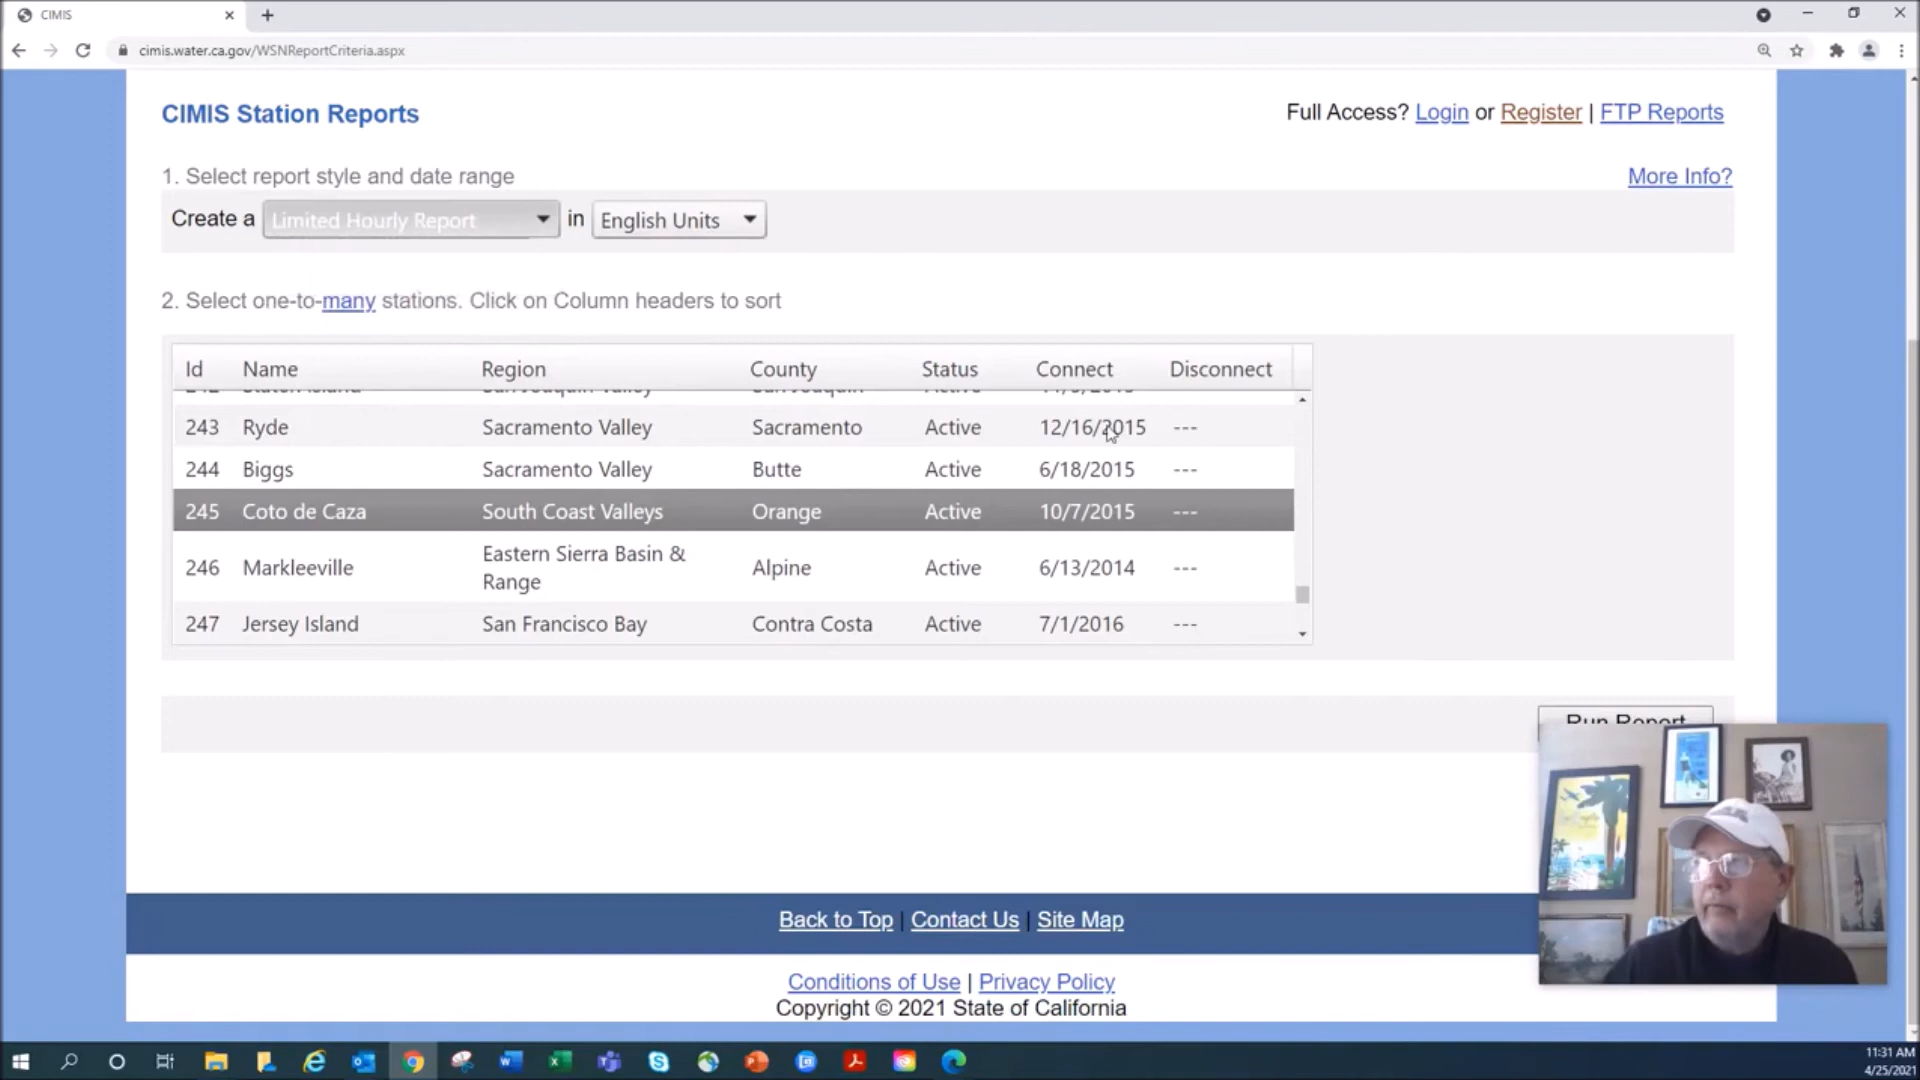 CIMIS
cimis.water.ca.gov/WSNReportCriteria.aspx
CIMIS Station Reports
Full Access? Login or Register | FTP Reports
1. Select report style and date range
More Info?
Create a Limited Hourly Report in English Units
2. Select one-to-many stations. Click on Column headers to sort
Id Name Region County Status Connect Disconnect
243 Ryde Sacramento Valley Sacramento Active 12/16/2015 ---
244 Biggs Sacramento Valley Butte Active 6/18/2015 ---
245 Coto de Caza South Coast Valleys Orange Active 10/7/2015 ---
246 Markleeville Eastern Sierra Basin & Range Alpine Active 6/13/2014 ---
247 Jersey Island San Francisco Bay Contra Costa Active 7/1/2016 ---
Run Report
Back to Top | Contact Us | Site Map
Conditions of Use | Privacy Policy
Copyright © 2021 State of California
11:31 AM
4/25/2021